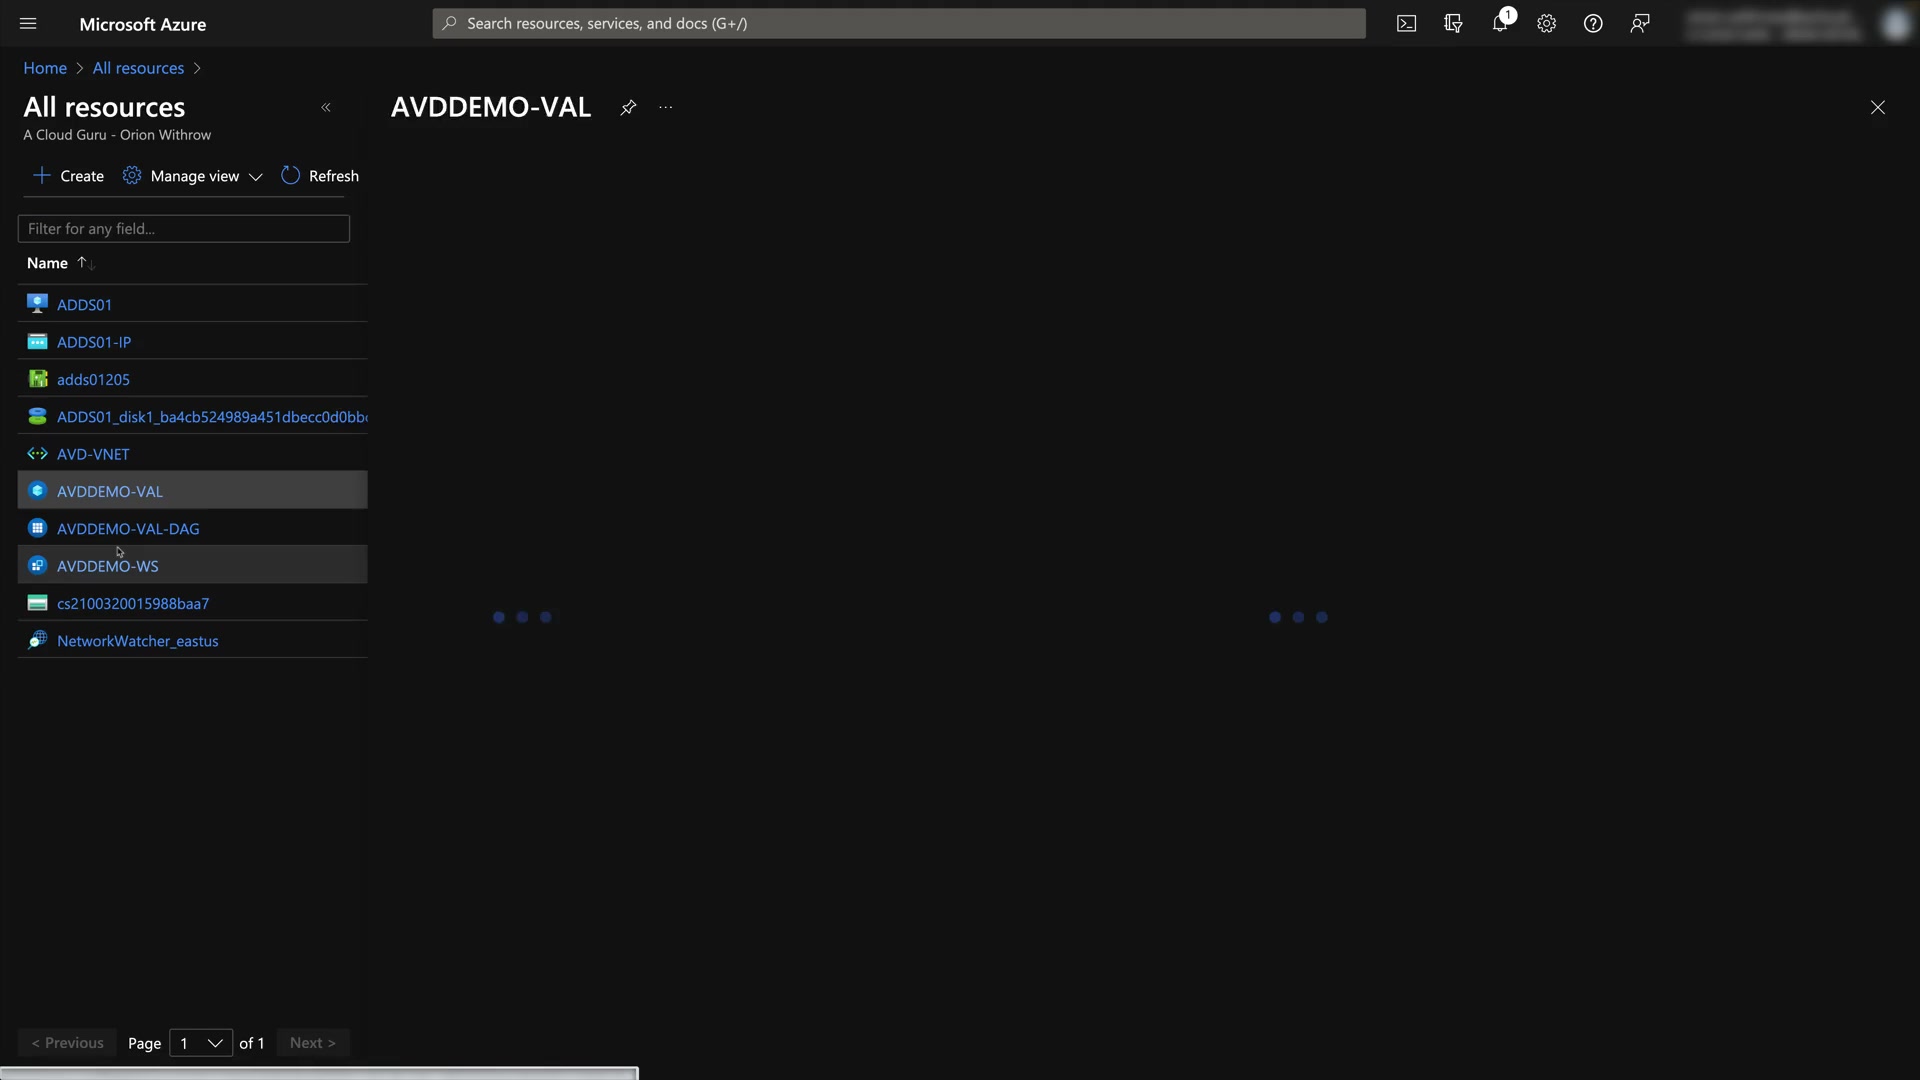 Microsoft Azure
Search resources, services, and docs (G+/)
1
Home > All resources >
All resources
A Cloud Guru - Orion Withrow
Create
Manage view
Refresh
Filter for any field...
Name
ADDS01
ADDS01-IP
adds01205
ADDS01_disk1_ba4cb524989a451dbecc0d0bb
AVD-VNET
AVDDEMO-VAL
AVDDEMO-VAL-DAG
AVDDEMO-WS
cs2100320015988baa7
NetworkWatcher_eastus
< Previous
Page 1 of 1
Next >
AVDDEMO-VAL
...